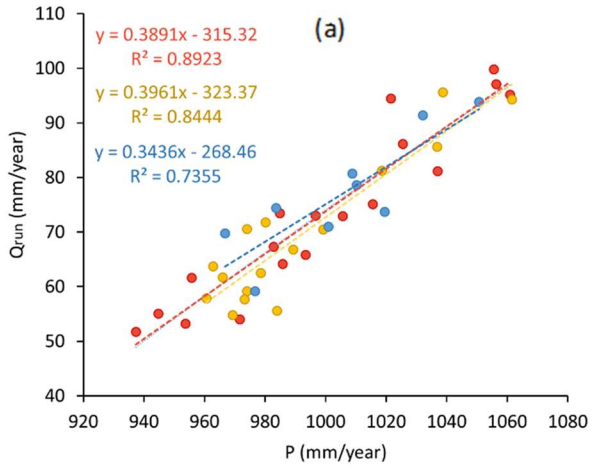 (a)
y = 0.3891x - 315.32
R² = 0.8923
y = 0.3961x - 323.37
R² = 0.8444
y = 0.3436x - 268.46
R² = 0.7355
Qrun (mm/year)
110
100
90
80
70
60
50
40
920 940 960 980 1000 1020 1040 1060 1080
P (mm/year)